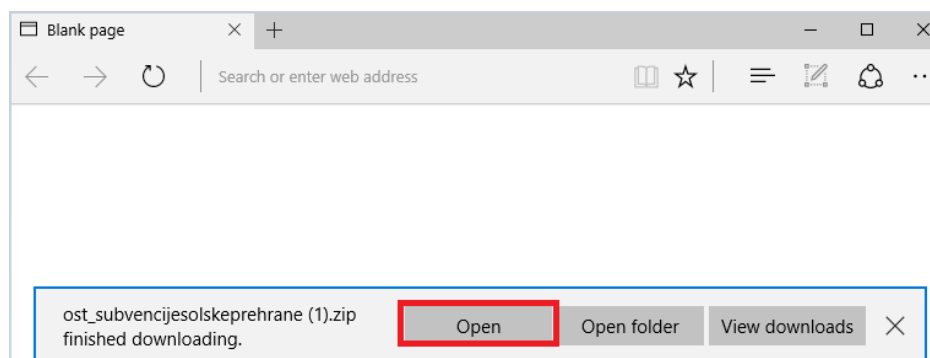 Blank page
Search or enter web address
ost_subvencijesolskeprehrane (1).zip
finished downloading.
Open
Open folder
View downloads